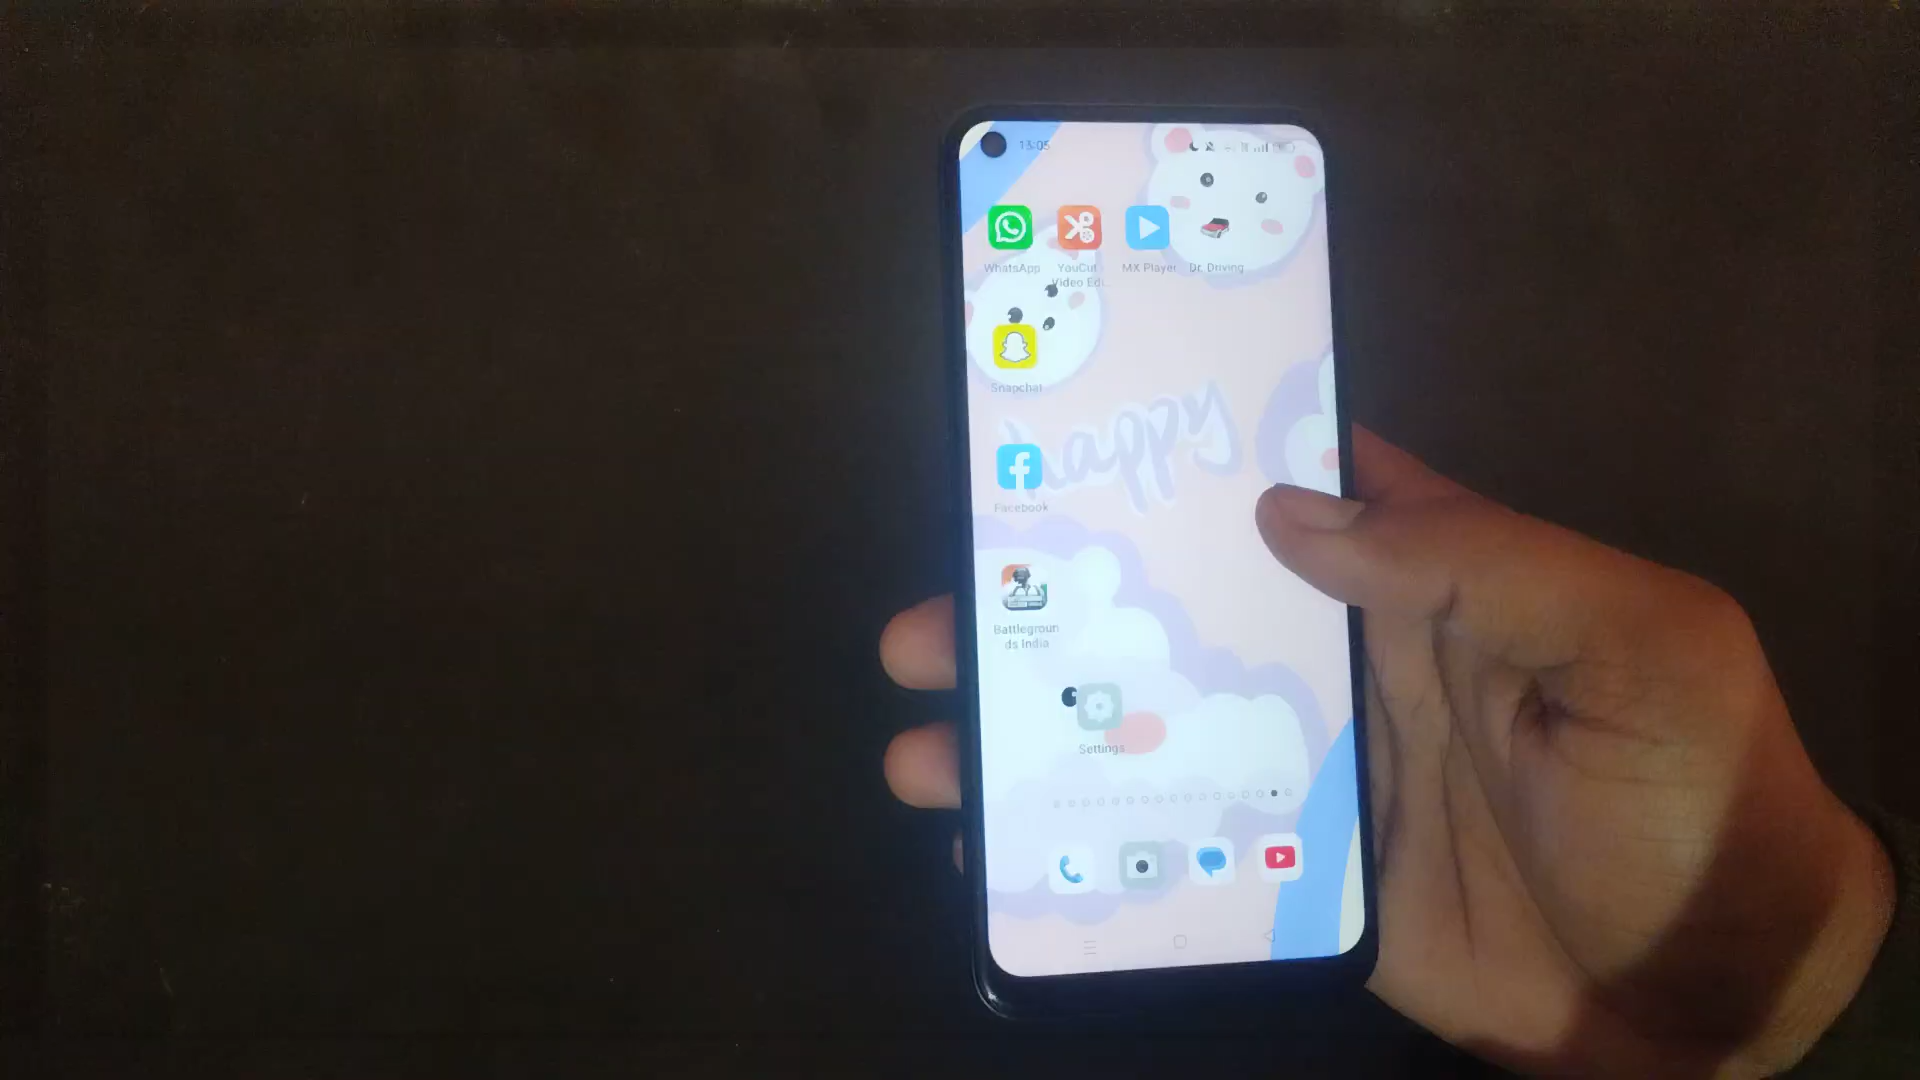 13:05
WhatsApp
YouCut -
Video Edi...
MX Player
Dr. Driving
Snapchat
happy
Facebook
Battlegroun
ds India
Settings